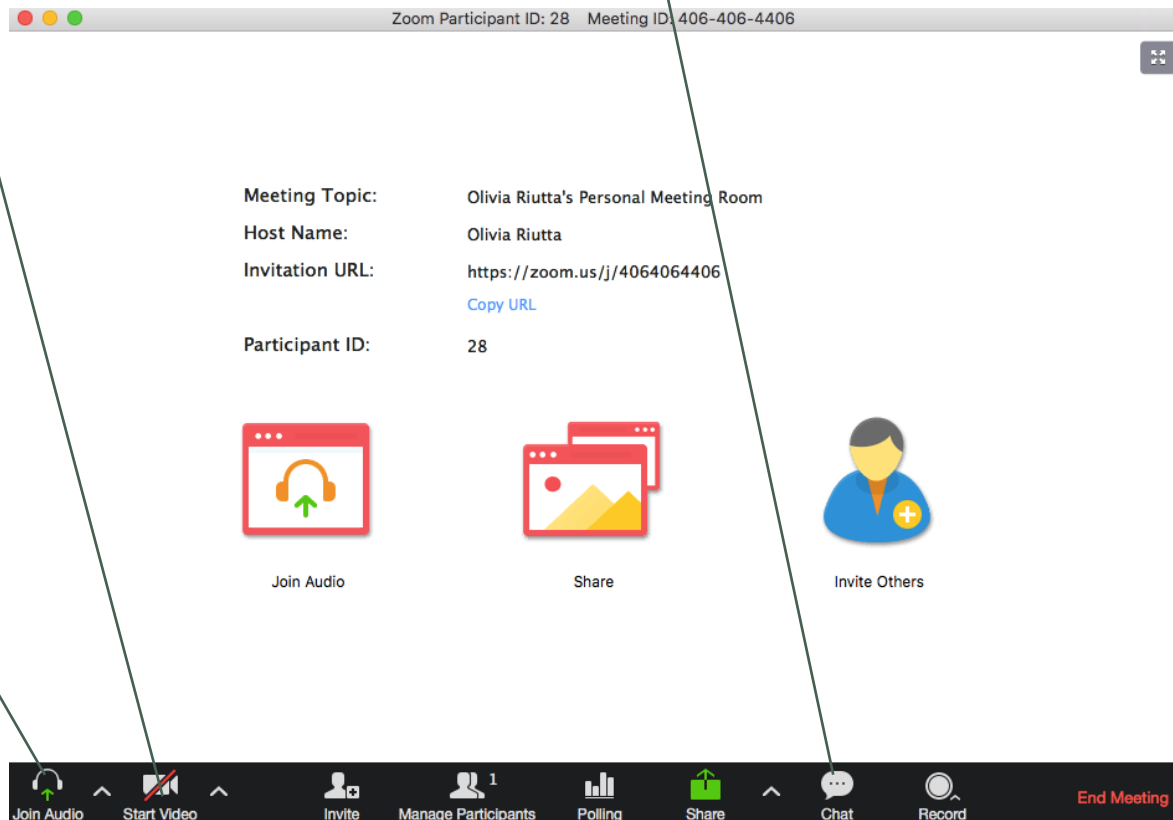 Zoom Participant ID: 28 Meeting ID: 406-406-4406
Meeting Topic: Olivia Riutta's Personal Meeting Room
Host Name: Olivia Riutta
Invitation URL: https://zoom.us/j/4064064406
Copy URL
Participant ID: 28
Join Audio Share Invite Others
1
Join Audio Start Video Invite Manage Participants Polling Share Chat Record End Meeting